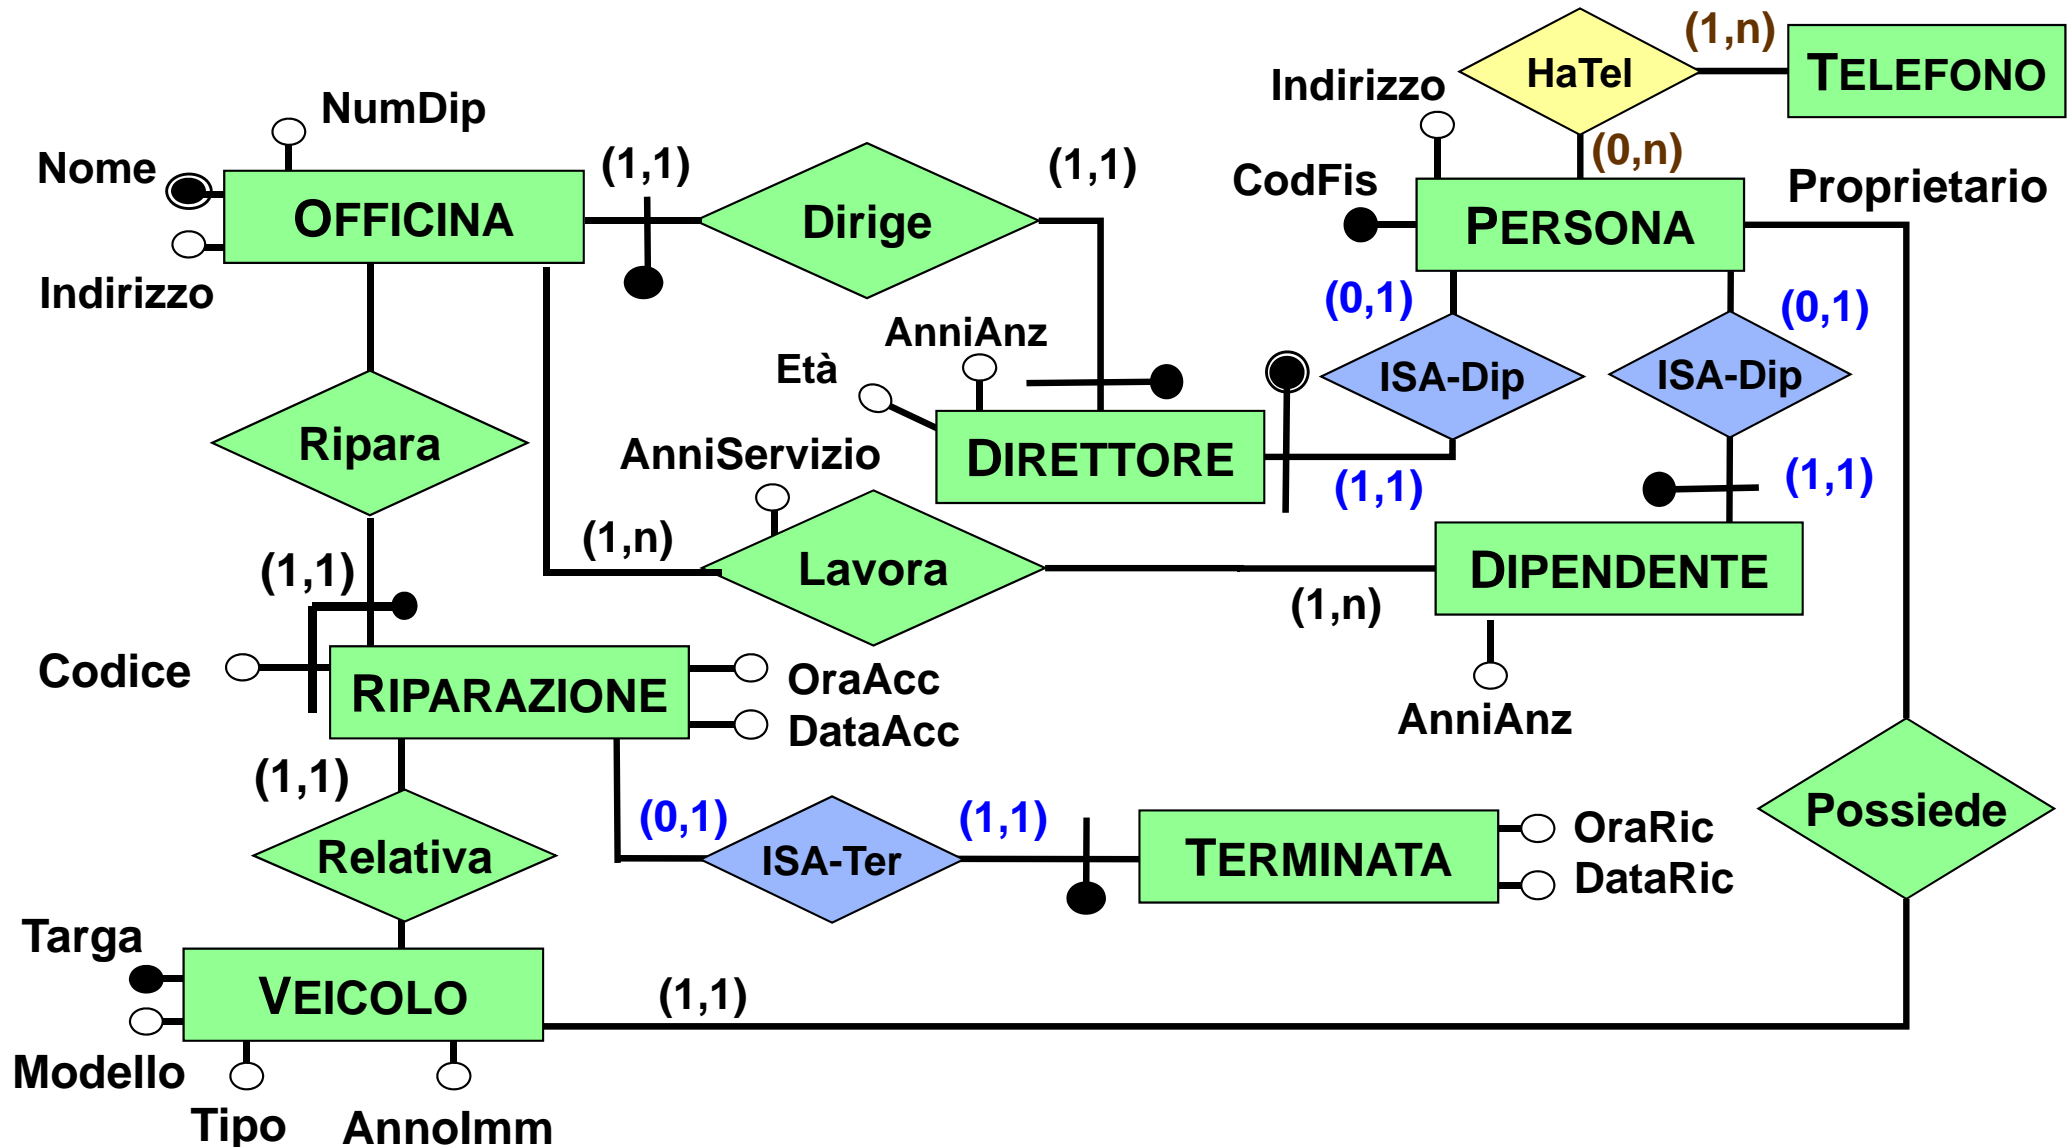 (1,n)
HaTel
TELEFONO
Indirizzo
NumDip
(0,n)
Nome
(1,1)
(1,1)
CodFis
Proprietario
OFFICINA
Dirige
PERSONA
Indirizzo
(0,1)
(0,1)
AnniAnz
Età
ISA-Dip
ISA-Dip
Ripara
AnniServizio
DIRETTORE
(1,1)
(1,1)
(1,n)
Lavora
DIPENDENTE
(1,1)
(1,n)
Codice
RIPARAZIONE
OraAcc
DataAcc
AnniAnz
(1,1)
(0,1)
(1,1)
Possiede
Relativa
ISA-Ter
TERMINATA
OraRic
DataRic
Targa
VEICOLO
(1,1)
Modello
Tipo
AnnoImm